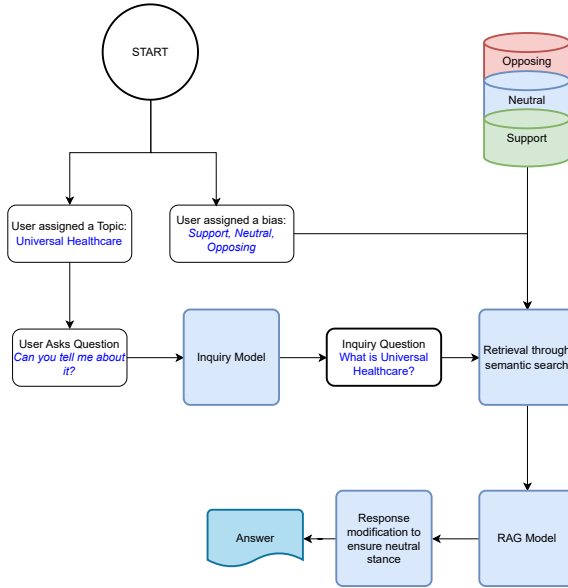 START
Opposing
Neutral
Support
User assigned a Topic:
Universal Healthcare
User assigned a bias:
Support, Neutral,
Opposing
User Asks Question
Can you tell me about
it?
Inquiry Model
Inquiry Question
What is Universal
Healthcare?
Retrieval through
semantic search
Answer
Response
modification to
ensure neutral
stance
RAG Model